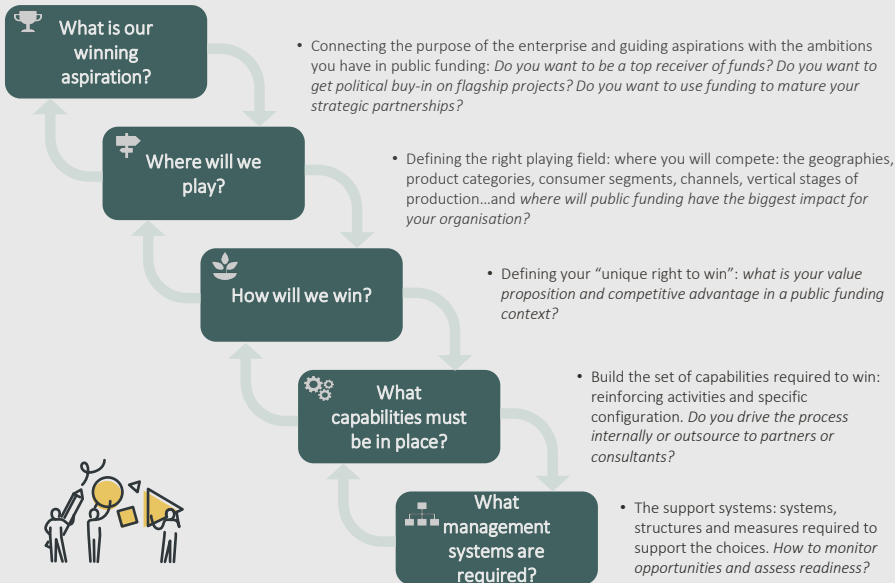 What is our
winning
aspiration?
• Connecting the purpose of the enterprise and guiding aspirations with the ambitions
you have in public funding: Do you want to be a top receiver of funds? Do you want to
get political buy-in on flagship projects? Do you want to use funding to mature your
strategic partnerships?
Where will we
play?
• Defining the right playing field: where you will compete: the geographies,
product categories, consumer segments, channels, vertical stages of
production…and where will public funding have the biggest impact for
your organisation?
How will we win?
• Defining your “unique right to win”: what is your value
proposition and competitive advantage in a public funding
context?
What
capabilities must
be in place?
• Build the set of capabilities required to win:
reinforcing activities and specific
configuration. Do you drive the process
internally or outsource to partners or
consultants?
What
management
systems are
required?
• The support systems: systems,
structures and measures required to
support the choices. How to monitor
opportunities and assess readiness?